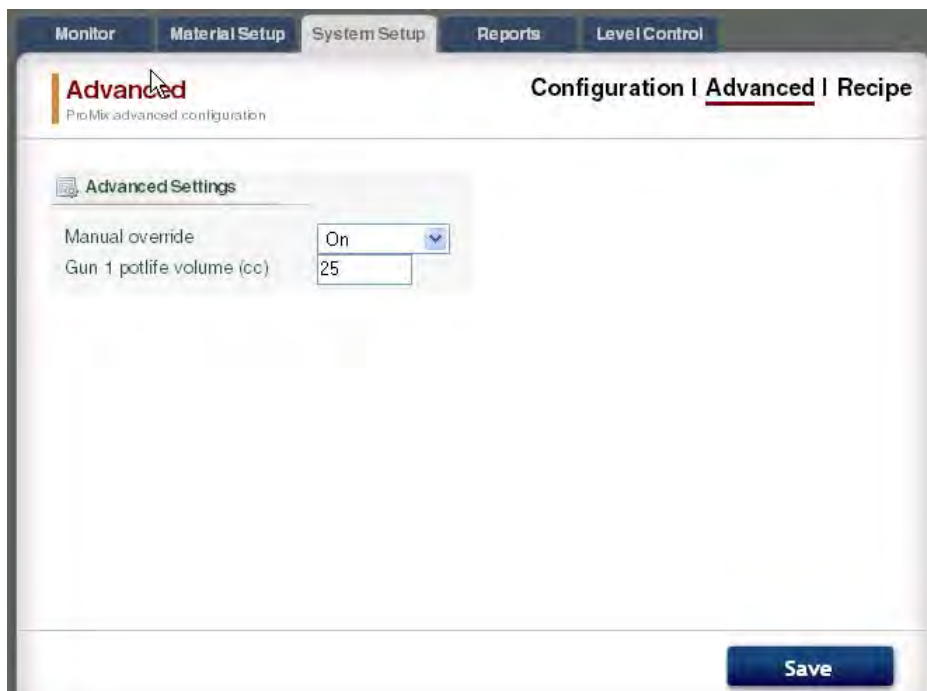 Monitor Material Setup System Setup Reports Level Control
Advanced
ProMix advanced configuration
Configuration | Advanced | Recipe
Advanced Settings
Manual override On
Gun 1 potlife volume (cc) 25
Save